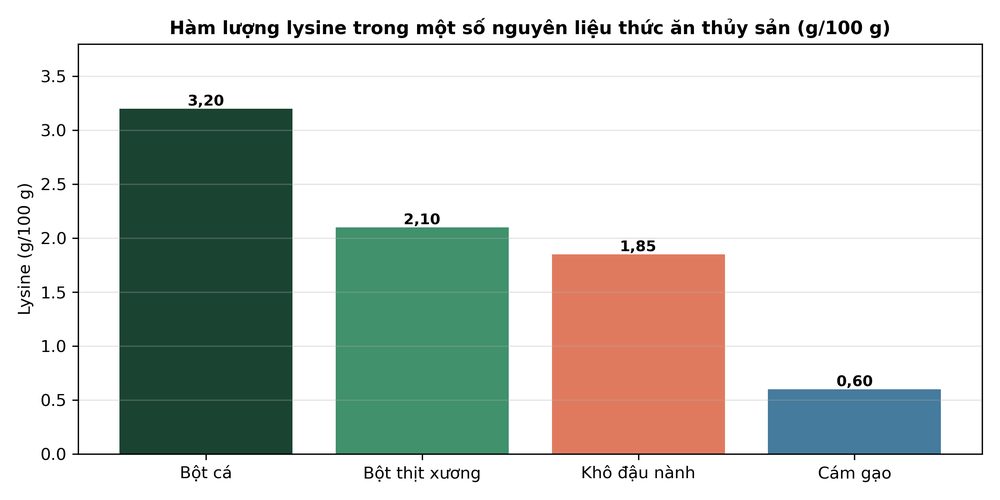 Hàm lượng lysine trong một số nguyên liệu thức ăn thủy sản (g/100 g)
Lysine (g/100 g)
3.5
3.0
2.5
2.0
1.5
1.0
0.5
0.0
3,20
2,10
1,85
0,60
Bột cá
Bột thịt xương
Khô đậu nành
Cám gạo